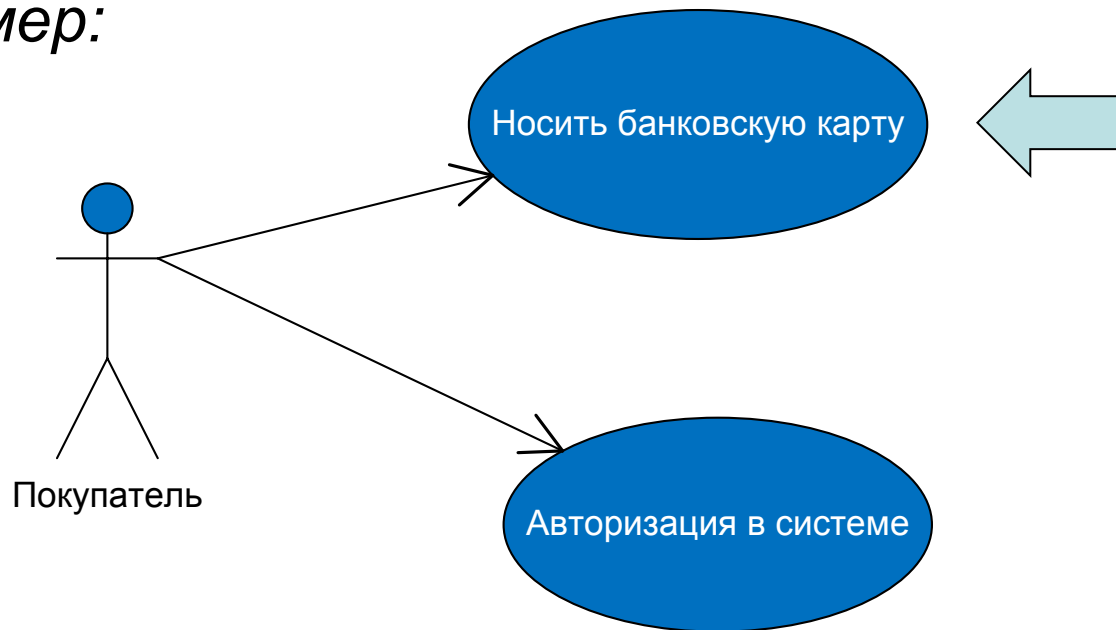 мер:
Носить банковскую карту
Покупатель
Авторизация в системе